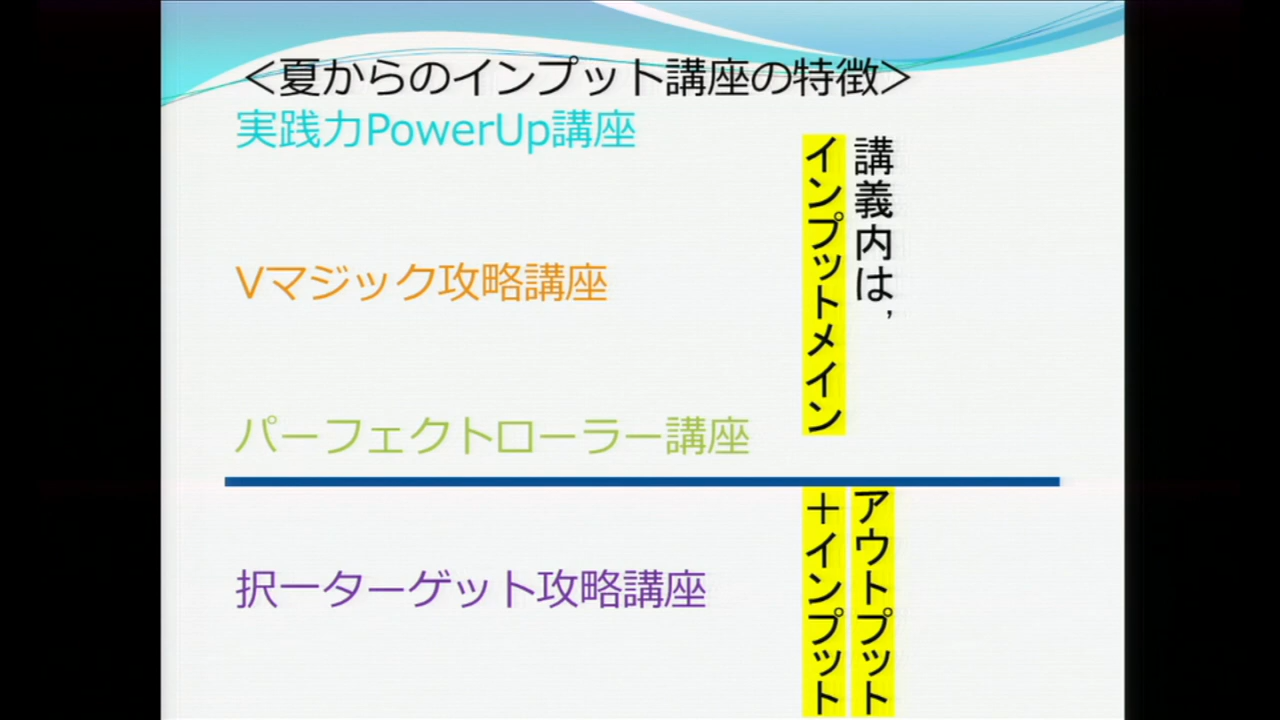 ＜夏からのインプット講座の特徴＞
実践力PowerUp講座
Vマジック攻略講座
パーフェクトローラー講座
講義内は，
インプットメイン
択一ターゲット攻略講座
アウトプット
＋インプット